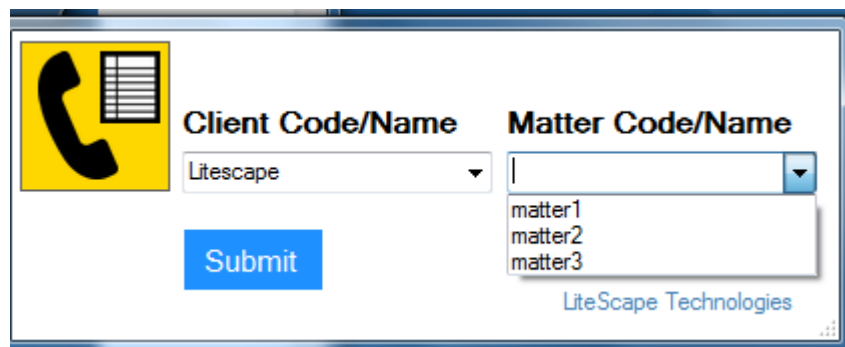 Client Code/Name
Matter Code/Name
Litescape
matter1
matter2
matter3
Submit
LiteScape Technologies